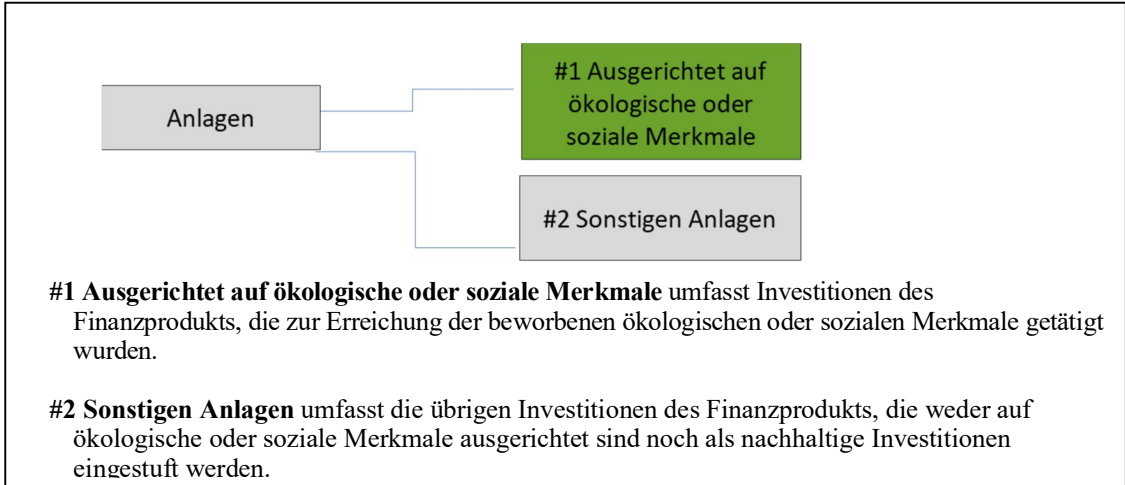 Anlagen
#1 Ausgerichtet auf
ökologische oder
soziale Merkmale
#2 Sonstigen Anlagen
#1 Ausgerichtet auf ökologische oder soziale Merkmale umfasst Investitionen des
Finanzprodukts, die zur Erreichung der beworbenen ökologischen oder sozialen Merkmale getätigt
wurden.
#2 Sonstigen Anlagen umfasst die übrigen Investitionen des Finanzprodukts, die weder auf
ökologische oder soziale Merkmale ausgerichtet sind noch als nachhaltige Investitionen
eingestuft werden.